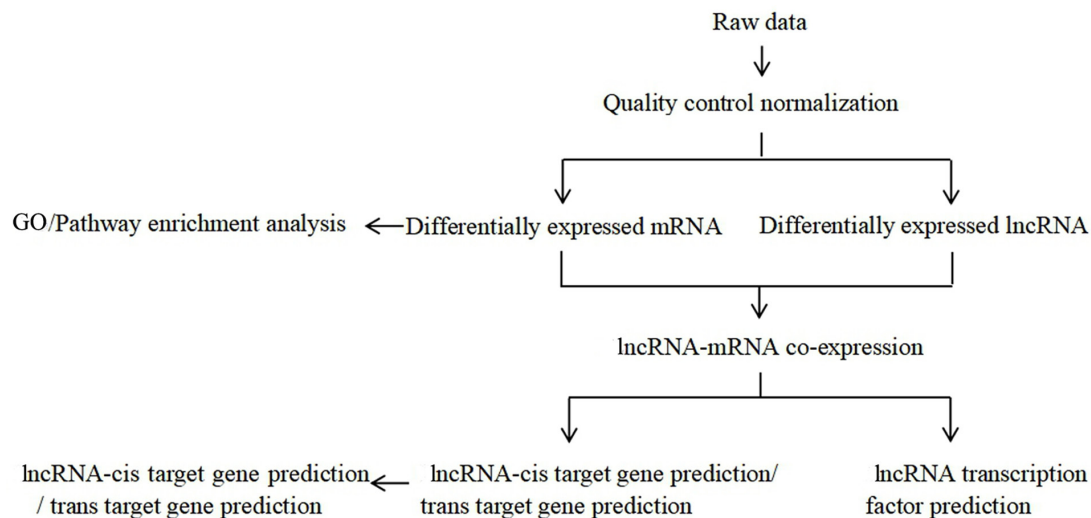 Raw data
Quality control normalization
GO/Pathway enrichment analysis
Differentially expressed mRNA
Differentially expressed lncRNA
lncRNA-mRNA co-expression
lncRNA-cis target gene prediction
/ trans target gene prediction
lncRNA-cis target gene prediction/
trans target gene prediction
lncRNA transcription
factor prediction